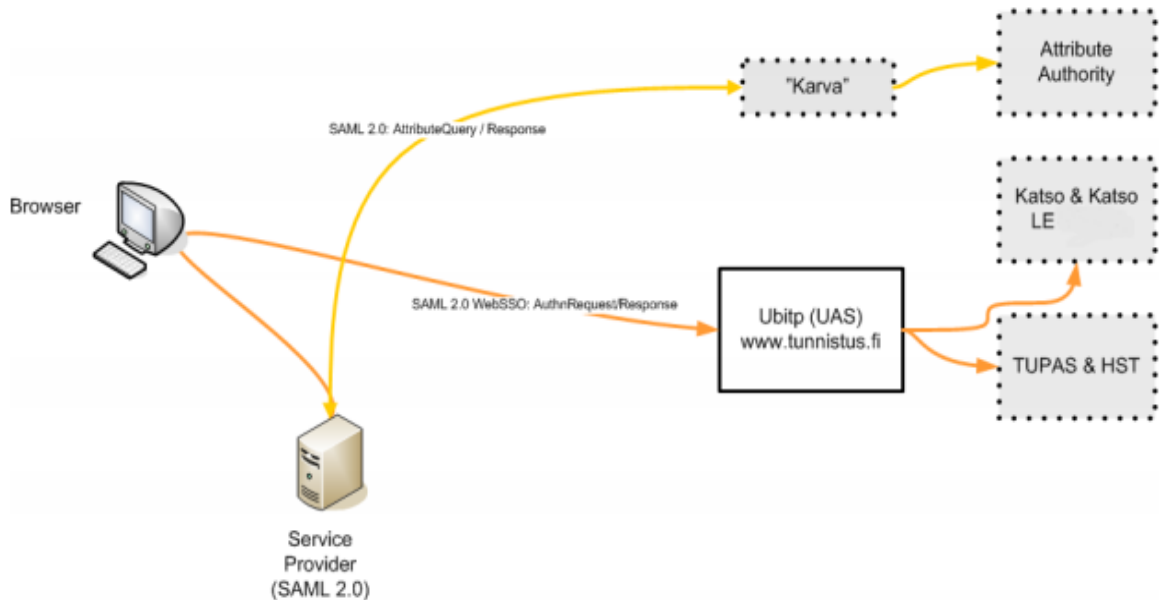 "Karva"
Attribute
Authority
SAML 2.0: AttributeQuery / Response
Browser
Katso & Katso
LE
SAML 2.0 WebSSO: AuthnRequest/Response
Ubitp (UAS)
www.tunnistus.fi
TUPAS & HST
Service
Provider
(SAML 2.0)